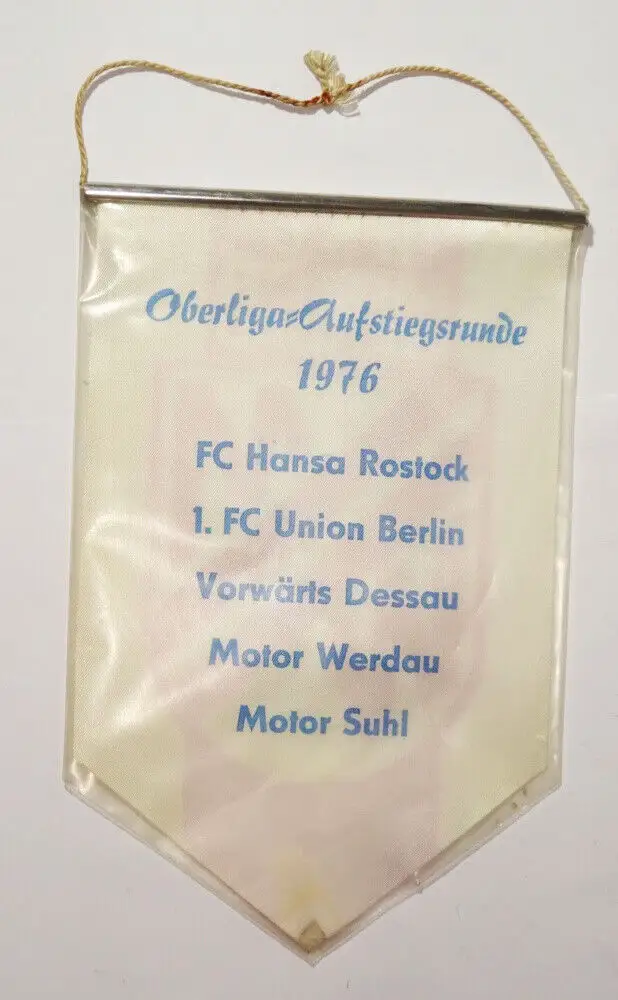 Oberliga=Aufstiegsrunde
1976
FC Hansa Rostock
1. FC Union Berlin
Vorwärts Dessau
Motor Werdau
Motor Suhl